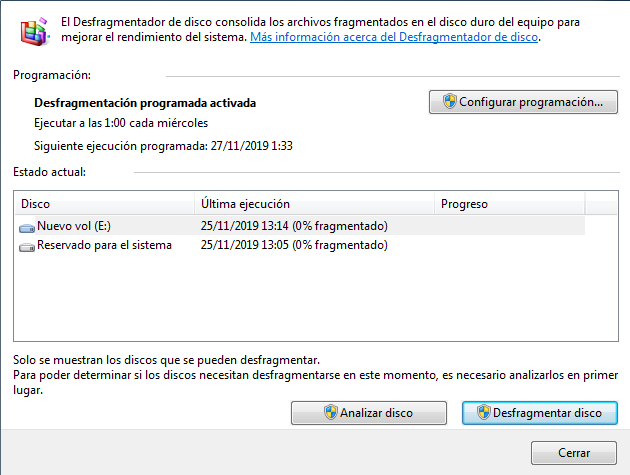 El Desfragmentador de disco consolida los archivos fragmentados en el disco duro del equipo para
mejorar el rendimiento del sistema. Más información acerca del Desfragmentador de disco.
Programación:
Desfragmentación programada activada
Configurar programación...
Ejecutar a las 1:00 cada miércoles
Siguiente ejecución programada: 27/11/2019 1:33
Estado actual:
Disco Última ejecución Progreso
Nuevo vol (E:) 25/11/2019 13:14 (0% fragmentado)
Reservado para el sistema 25/11/2019 13:05 (0% fragmentado)
Solo se muestran los discos que se pueden desfragmentar.
Para poder determinar si los discos necesitan desfragmentarse en este momento, es necesario analizarlos en primer
lugar.
Analizar disco Desfragmentar disco
Cerrar